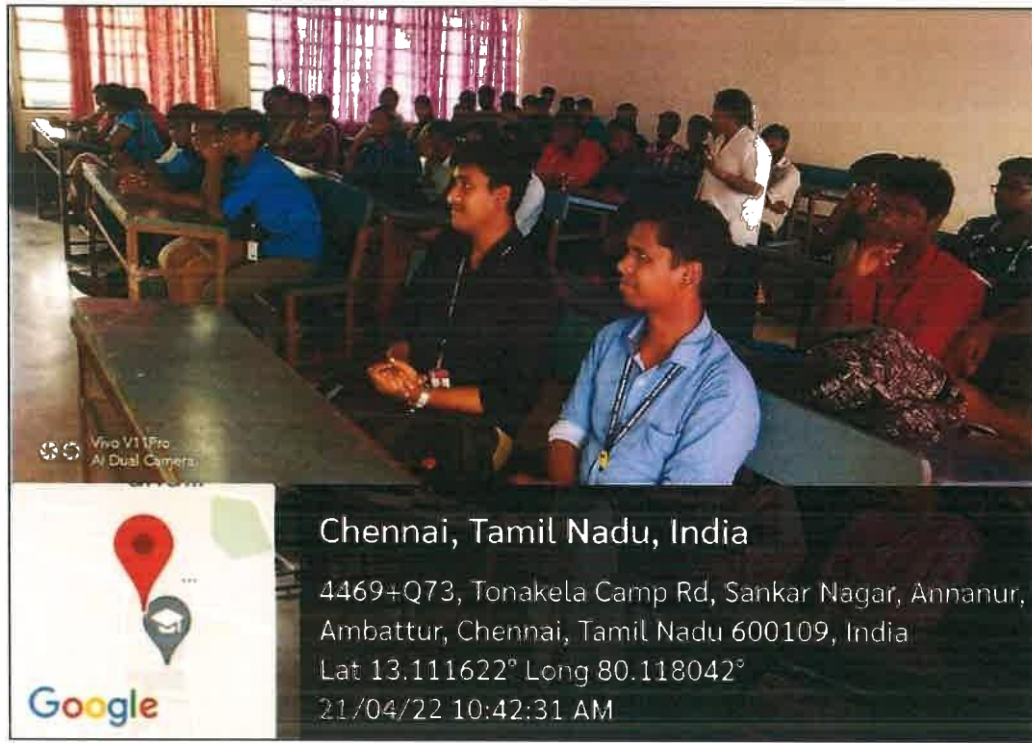 Vivo V11Pro
AI Dual Camera
Google
Chennai, Tamil Nadu, India
4469+Q73, Tonakela Camp Rd, Sankar Nagar, Annanur,
Ambattur, Chennai, Tamil Nadu 600109, India
Lat 13.111622° Long 80.118042°
21/04/22 10:42:31 AM